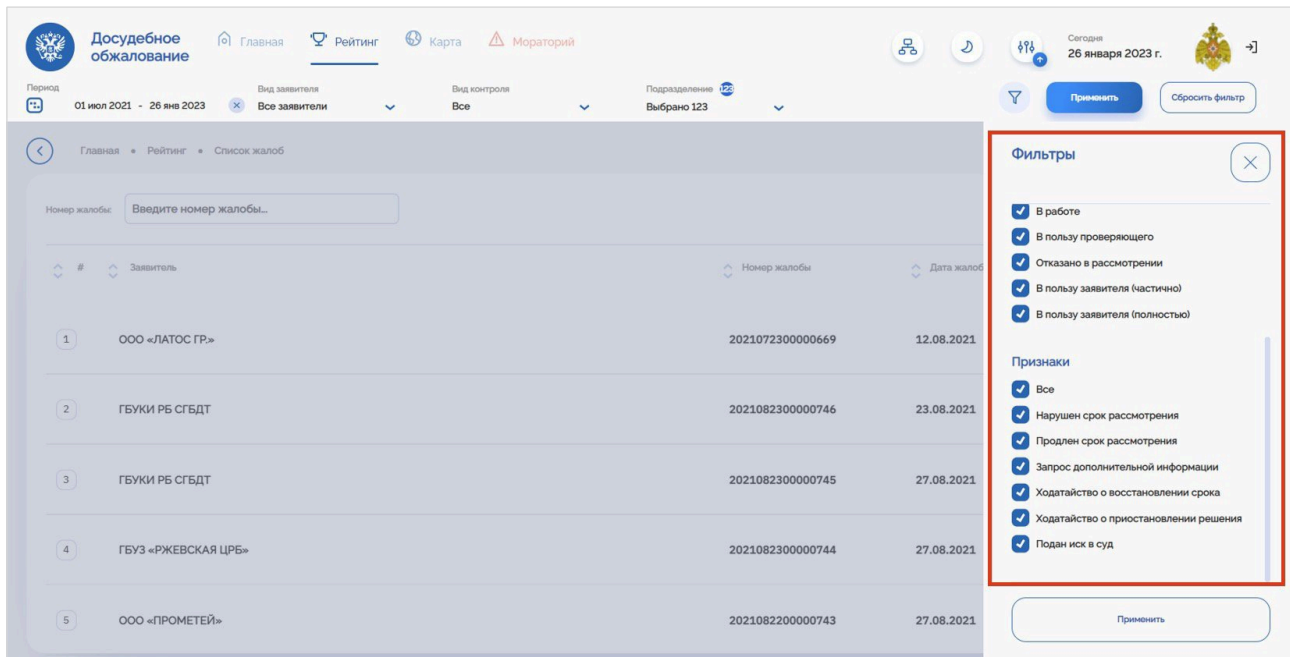 Досудебное
обжалование
Главная
Рейтинг
Карта
Мораторий
Сегодня
26 января 2023 г.
Период
01 июл 2021 - 26 янв 2023
Вид заявителя
Все заявители
Вид контроля
Все
Подразделение 123
Выбрано 123
Применить
Сбросить фильтр
Главная • Рейтинг • Список жалоб
Номер жалобы: Введите номер жалобы...
# Заявитель Номер жалобы Дата жалоб
1 ООО «ЛАТОС ГР.» 2021072300000669 12.08.2021
2 ГБУКИ РБ СГБДТ 2021082300000746 23.08.2021
3 ГБУКИ РБ СГБДТ 2021082300000745 27.08.2021
4 ГБУЗ «РЖЕВСКАЯ ЦРБ» 2021082300000744 27.08.2021
5 ООО «ПРОМЕТЕЙ» 2021082200000743 27.08.2021
Фильтры
В работе
В пользу проверяющего
Отказано в рассмотрении
В пользу заявителя (частично)
В пользу заявителя (полностью)
Признаки
Все
Нарушен срок рассмотрения
Продлен срок рассмотрения
Запрос дополнительной информации
Ходатайство о восстановлении срока
Ходатайство о приостановлении решения
Подан иск в суд
Применить